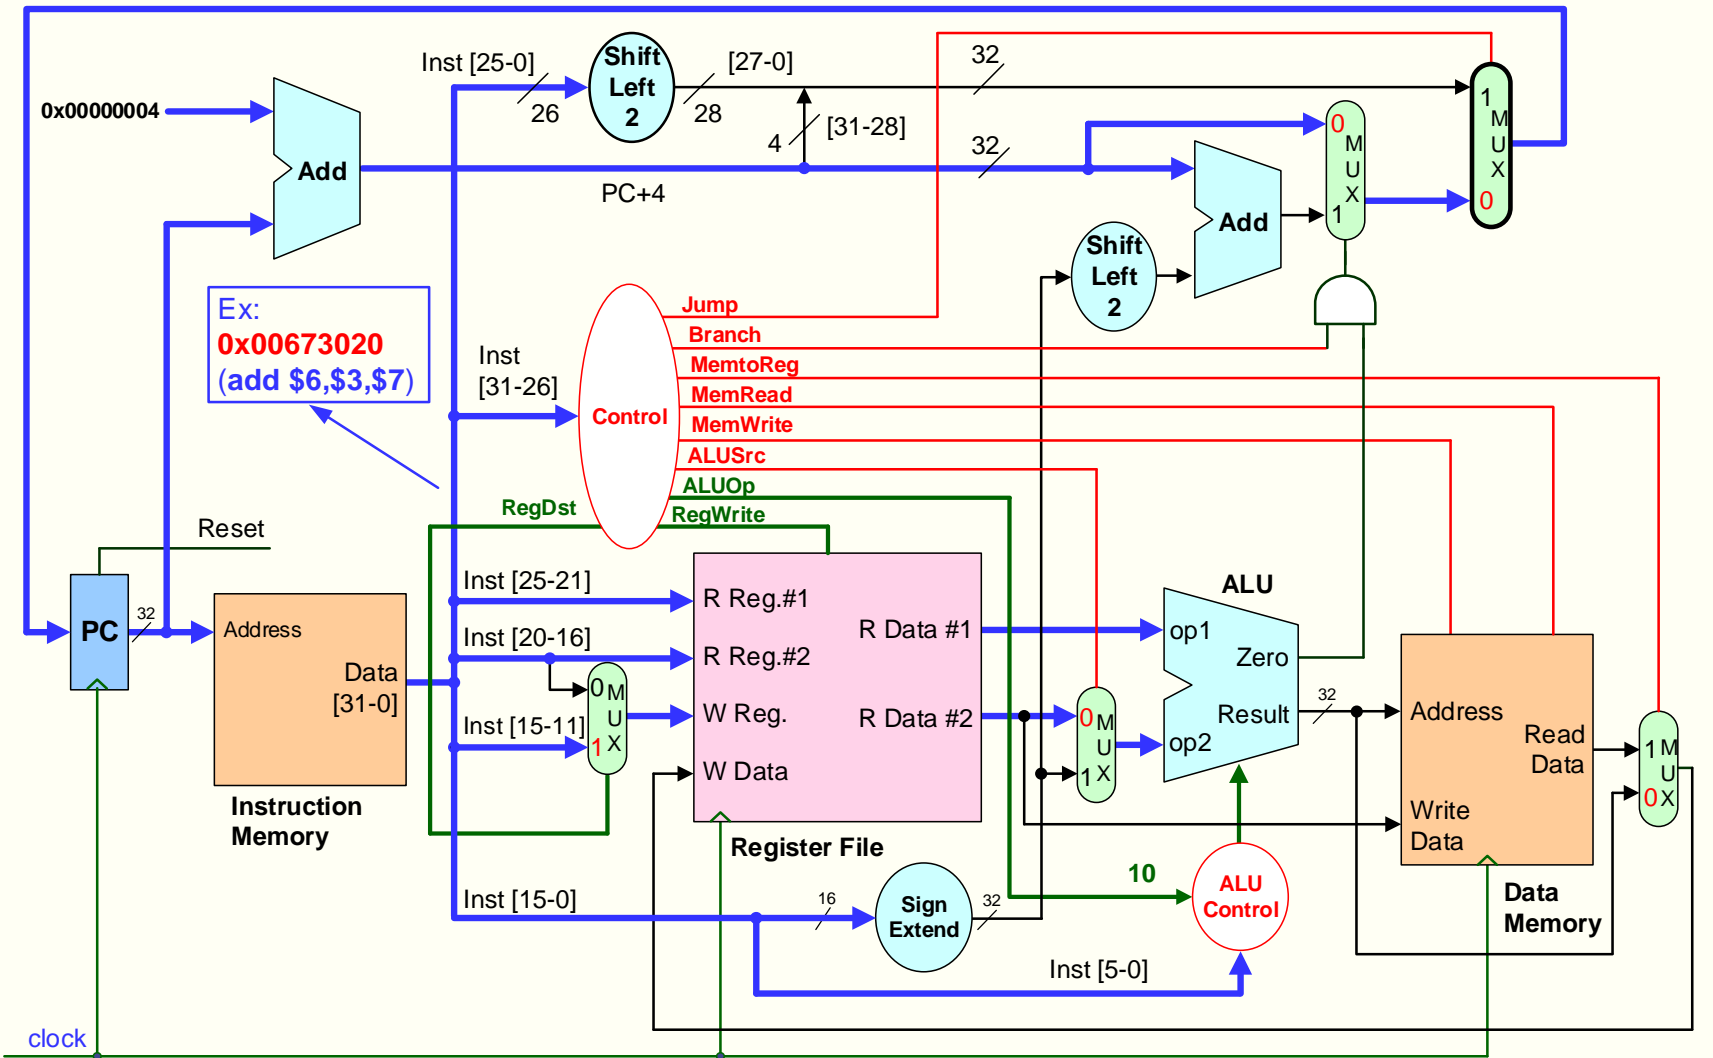 Inst [25-0]
26
Shift
Left
2
[27-0]
28
32
0x00000004
Add
4
[31-28]
32
PC+4
1
M
U
X
0
0
M
U
X
1
Add
Shift
Left
2
Ex:
0x00673020
(add $6,$3,$7)
Inst
[31-26]
Control
Jump
Branch
MemtoReg
MemRead
MemWrite
ALUSrc
ALUOp
RegDst
RegWrite
Reset
PC
32
Address
Data
[31-0]
Instruction
Memory
Inst [25-21]
Inst [20-16]
Inst [15-11]
0
M
U
X
1
R Reg.#1
R Reg.#2
W Reg.
W Data
R Data #1
R Data #2
Register File
0
M
U
X
1
ALU
op1
Zero
Result
op2
32
Address
Read
Data
Write
Data
Data
Memory
1
M
U
X
0
Inst [15-0]
16
Sign
Extend
32
10
ALU
Control
Inst [5-0]
clock